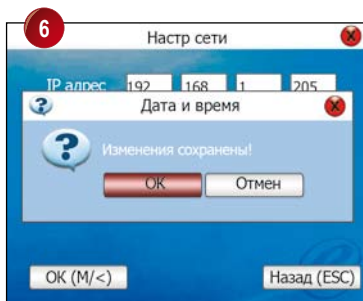 6
Настр сети
IP адрес 192 168 1 205
Дата и время
?
?
Изменения сохранены!
OK Отмен
OK (M/<) Назад (ESC)